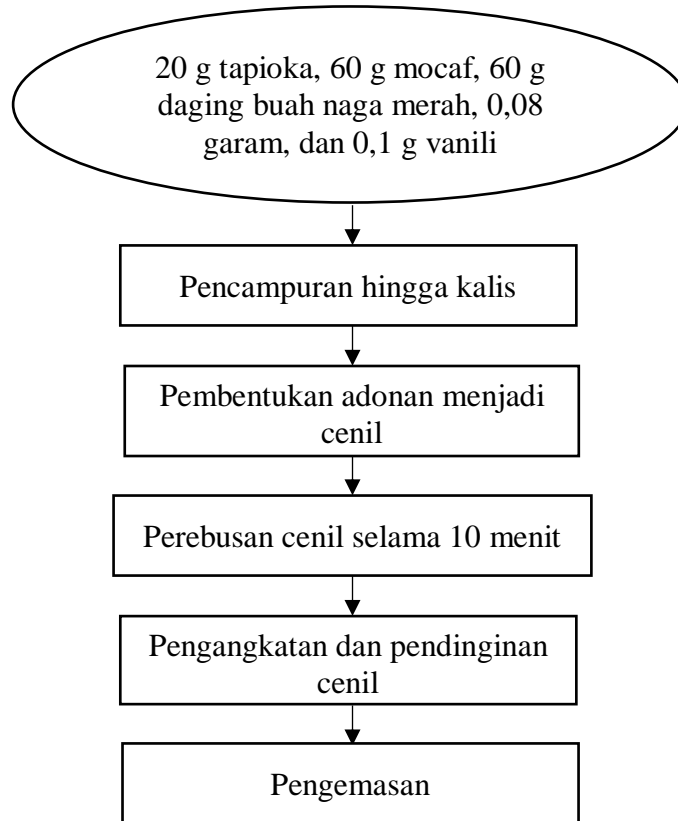 20 g tapioka, 60 g mocaf, 60 g
daging buah naga merah, 0,08
garam, dan 0,1 g vanili
Pencampuran hingga kalis
Pembentukan adonan menjadi
cenil
Perebusan cenil selama 10 menit
Pengangkatan dan pendinginan
cenil
Pengemasan